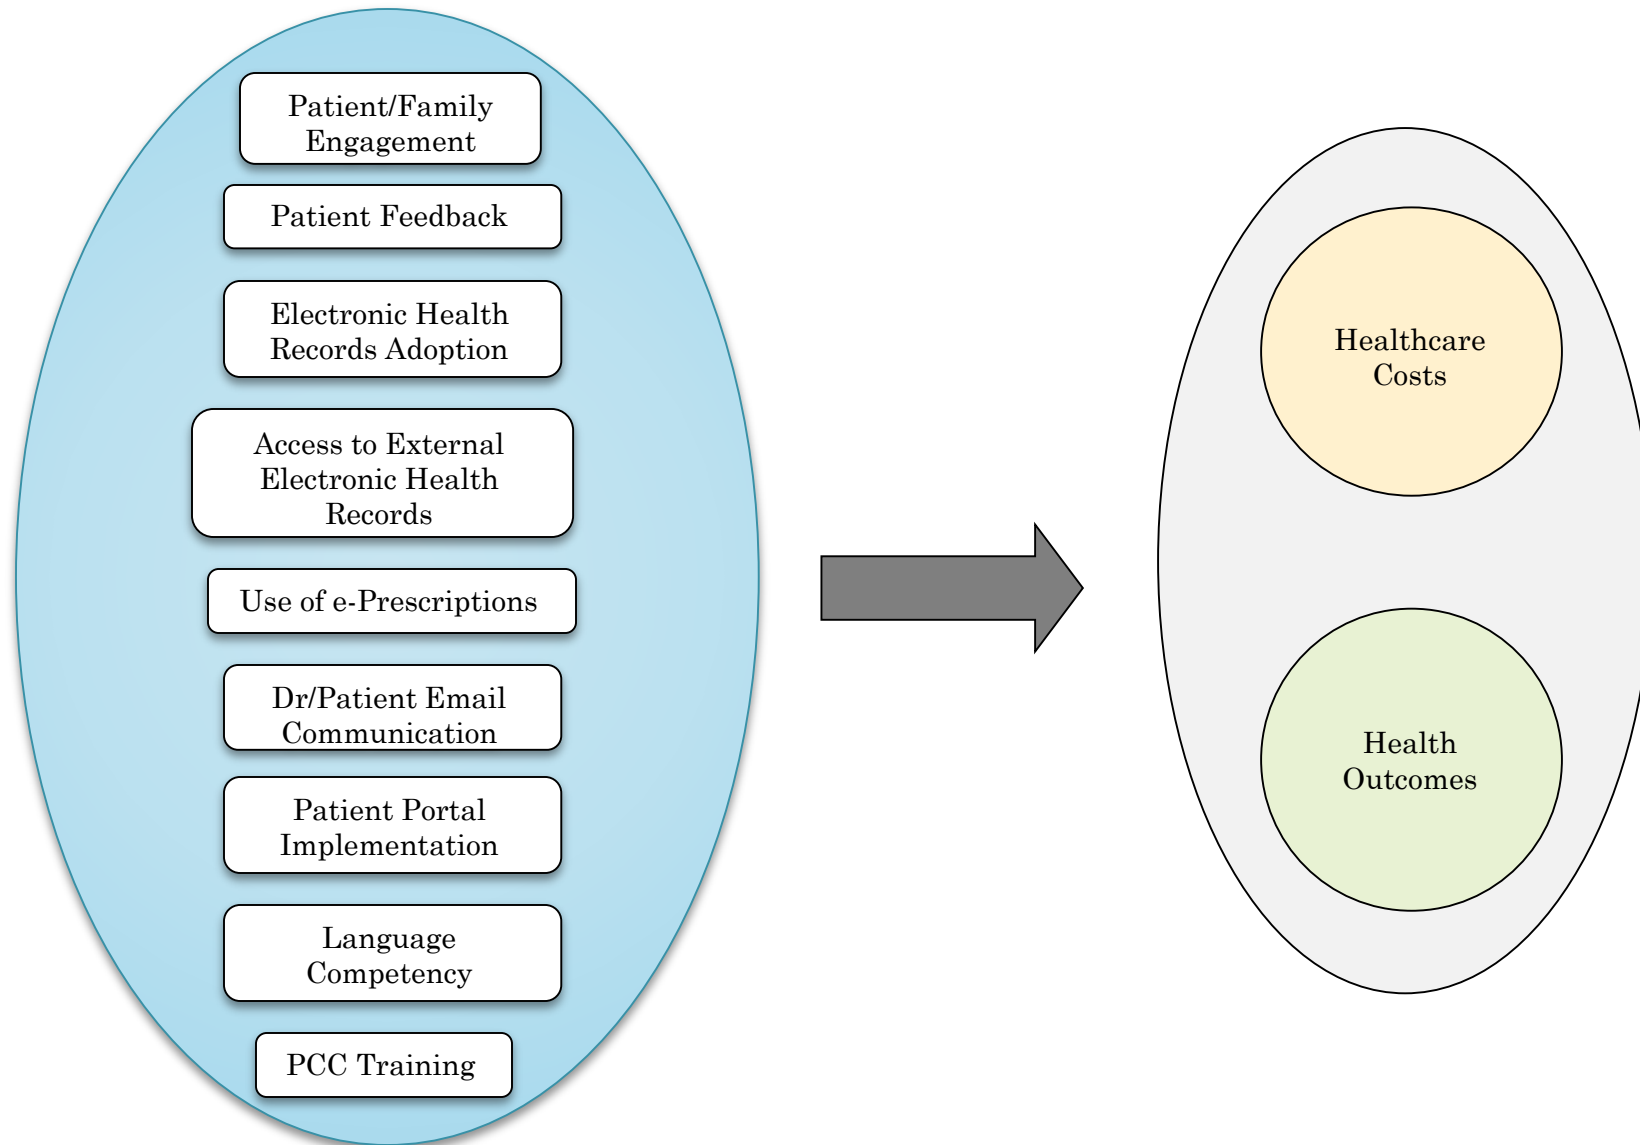 Patient/Family
Engagement
Patient Feedback
Electronic Health
Records Adoption
Access to External
Electronic Health
Records
Use of e-Prescriptions
Dr/Patient Email
Communication
Patient Portal
Implementation
Language
Competency
PCC Training
Healthcare
Costs
Health
Outcomes